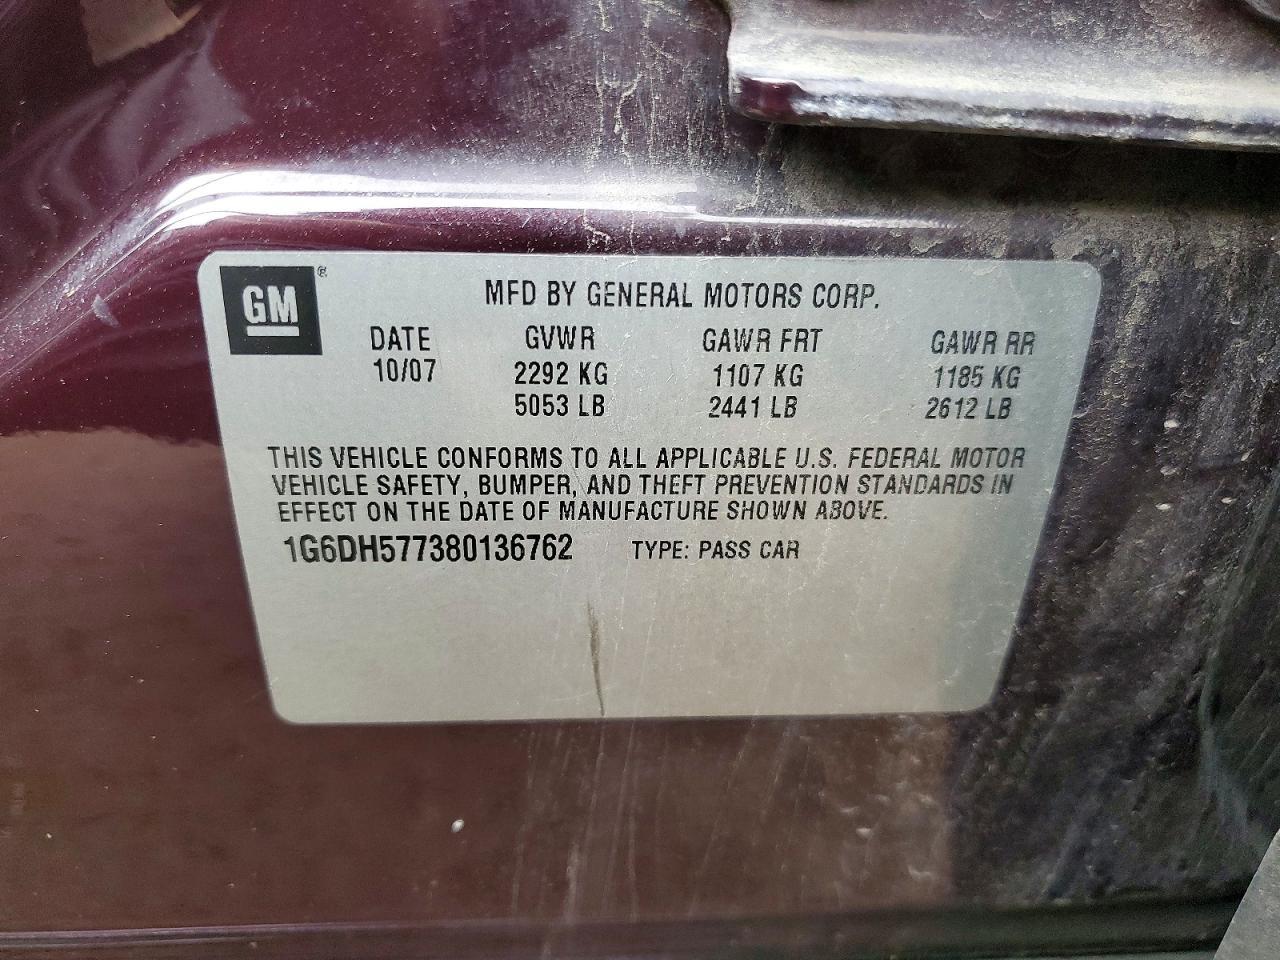 GM ®
MFD BY GENERAL MOTORS CORP.
DATE GVWR GAWR FRT GAWR RR
10/07 2292 KG 1107 KG 1185 KG
5053 LB 2441 LB 2612 LB
THIS VEHICLE CONFORMS TO ALL APPLICABLE U.S. FEDERAL MOTOR
VEHICLE SAFETY, BUMPER, AND THEFT PREVENTION STANDARDS IN
EFFECT ON THE DATE OF MANUFACTURE SHOWN ABOVE.
1G6DH577380136762 TYPE: PASS CAR